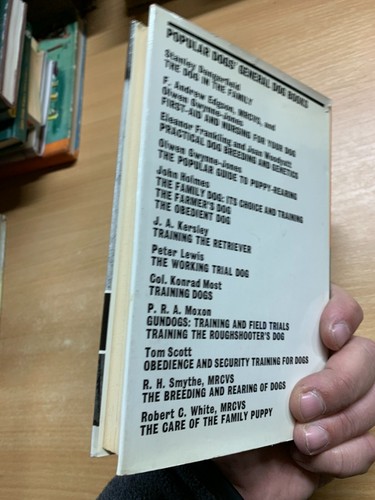 POPULAR DOGS' GENERAL DOG BOOKS
Stanley Dangerfield
THE DOG IN THE FAMILY
F. Andrew Edgson, MRCVS, and
Olwen Gwynne-Jones
FIRST-AID AND NURSING FOR YOUR DOG
Eleanor Frankling and Joan Woodyatt
PRACTICAL DOG BREEDING AND GENETICS
Olwen Gwynne-Jones
THE POPULAR GUIDE TO PUPPY-REARING
John Holmes
THE FAMILY DOG: ITS CHOICE AND TRAINING
THE FARMER'S DOG
THE OBEDIENT DOG
J. A. Kersley
TRAINING THE RETRIEVER
Peter Lewis
THE WORKING TRIAL DOG
Col. Konrad Most
TRAINING DOGS
P. R. A. Moxon
GUNDOGS: TRAINING AND FIELD TRIALS
TRAINING THE ROUGHSHOOTER'S DOG
Tom Scott
OBEDIENCE AND SECURITY TRAINING FOR DOGS
R. H. Smythe, MRCVS
THE BREEDING AND REARING OF DOGS
Robert C. White, MRCVS
THE CARE OF THE FAMILY PUPPY